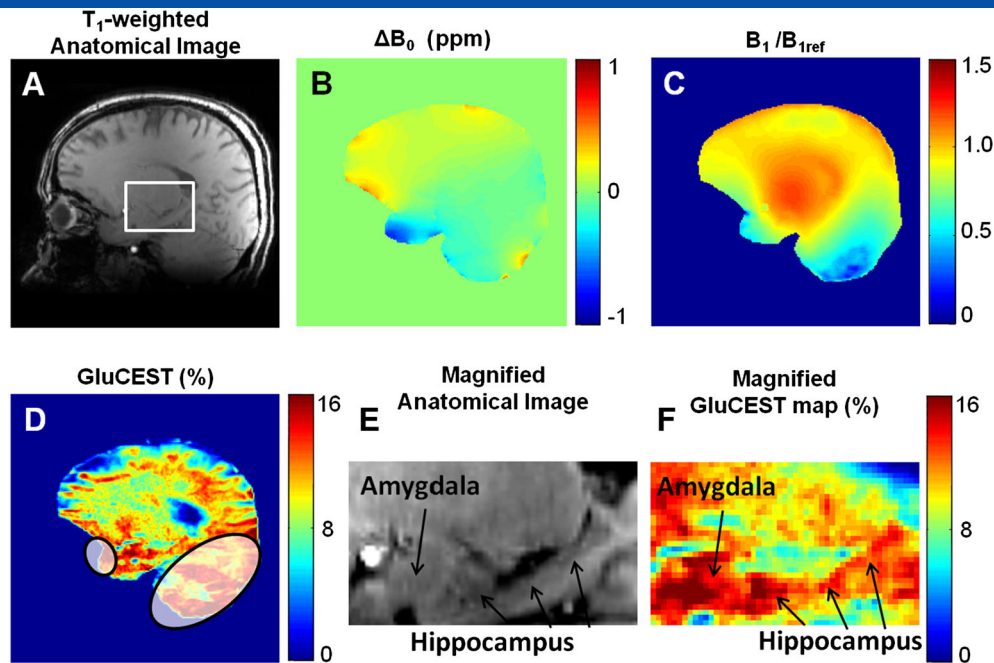 T₁-weighted
Anatomical Image
ΔB₀ (ppm)
B₁ /B₁ref
A
B
C
1
0
-1
1.5
1.0
0.5
0
GluCEST (%)
Magnified
Anatomical Image
Magnified
GluCEST map (%)
D
E
F
16
8
0
Amygdala
Hippocampus
Amygdala
Hippocampus
16
8
0